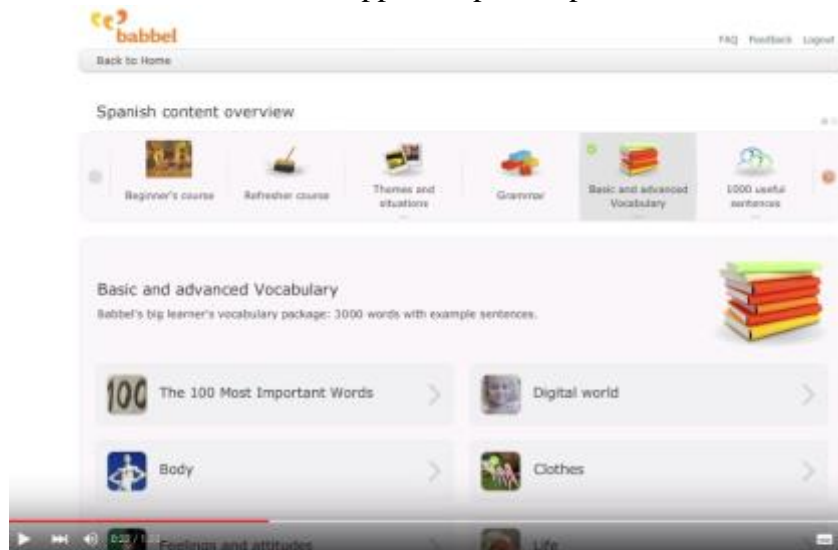 babbel
FAQ Feedback Logout
Back to Home
Spanish content overview
Beginner's course
Refresher course
Themes and
situations
Grammar
Basic and advanced
Vocabulary
1000 useful
sentences
Basic and advanced Vocabulary
Babbel's big learner's vocabulary package: 3000 words with example sentences.
100 The 100 Most Important Words
Digital world
Body
Clothes
Feelings and attitudes
Life